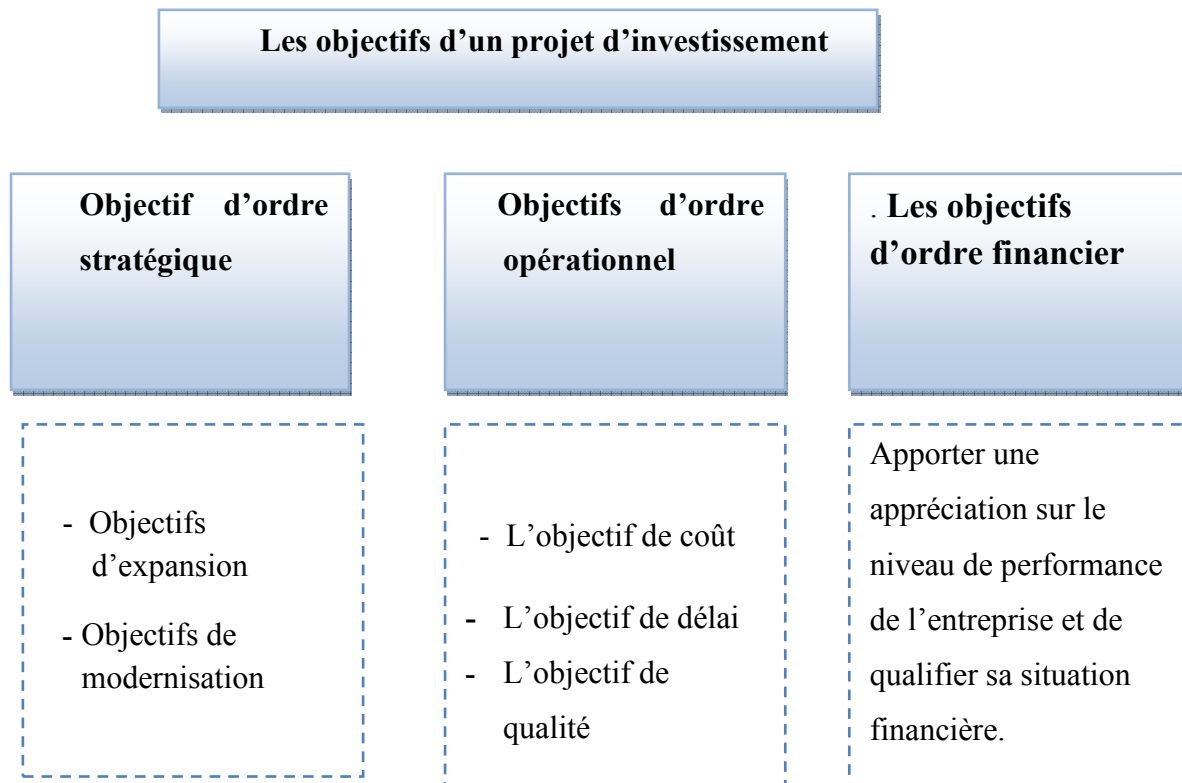 Les objectifs d’un projet d’investissement
Objectif d’ordre
stratégique
Objectifs d’ordre
opérationnel
. Les objectifs
d’ordre financier
- Objectifs
d’expansion
- Objectifs de
modernisation
- L’objectif de coût
- L’objectif de délai
- L’objectif de
qualité
Apporter une
appréciation sur le
niveau de performance
de l’entreprise et de
qualifier sa situation
financière.